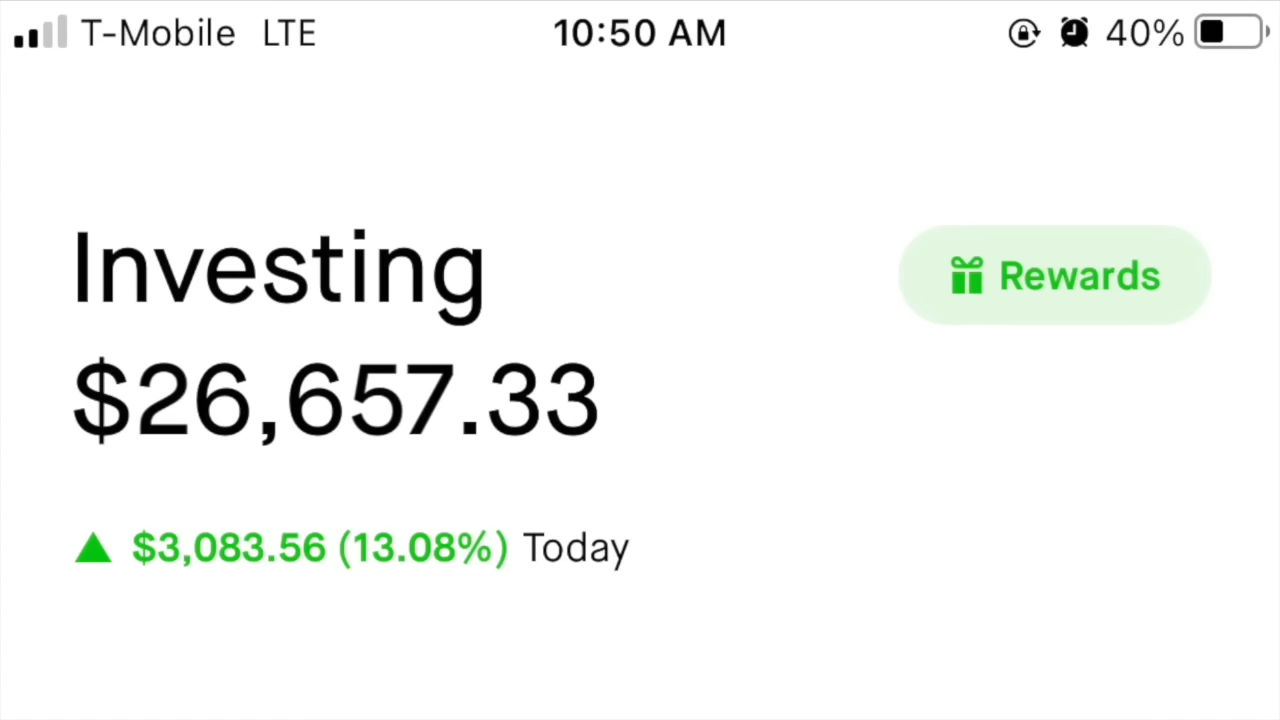 T-Mobile LTE 10:50 AM 40%
Investing
Rewards
$26,657.33
$3,083.56 (13.08%) Today